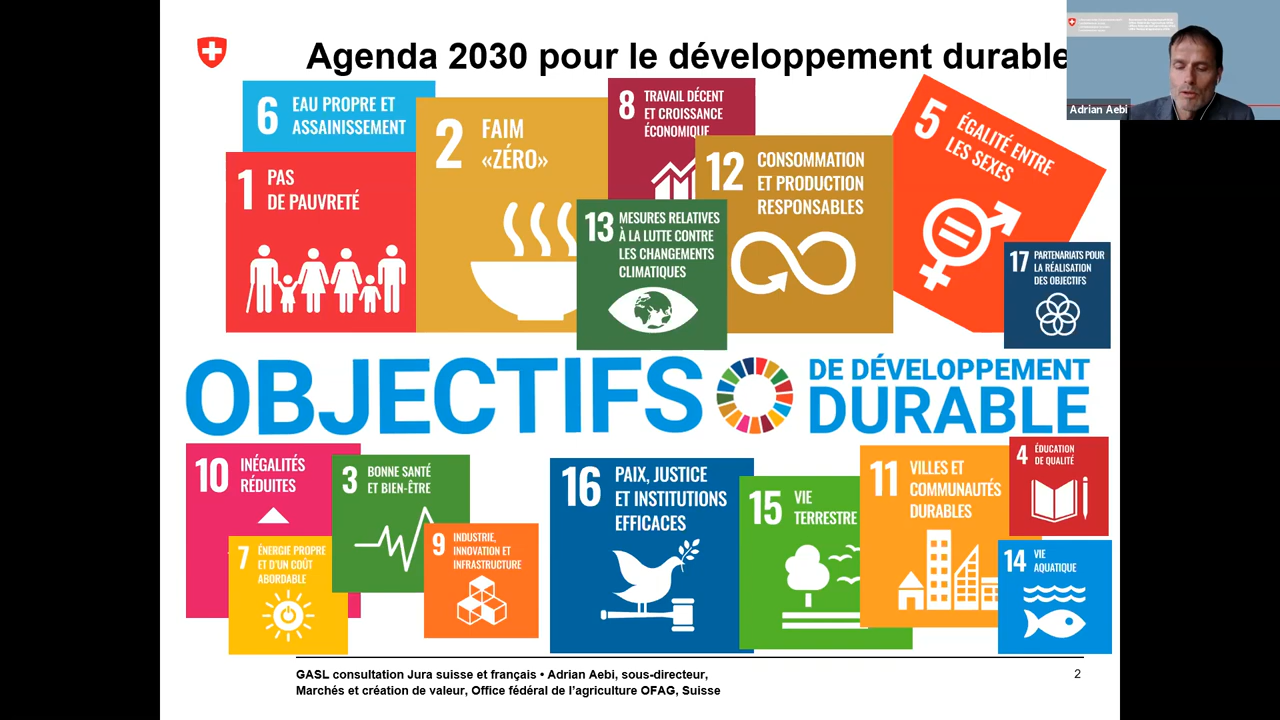 Agenda 2030 pour le développement durable
Adrian Aebi
6 EAU PROPRE ET
ASSAINISSEMENT
2 FAIM
«ZÉRO»
8 TRAVAIL DÉCENT
ET CROISSANCE
ÉCONOMIQUE
5 ÉGALITÉ ENTRE
LES SEXES
1 PAS
DE PAUVRETÉ
12 CONSOMMATION
ET PRODUCTION
RESPONSABLES
13 MESURES RELATIVES
À LA LUTTE CONTRE
LES CHANGEMENTS
CLIMATIQUES
17 PARTENARIATS POUR
LA RÉALISATION
DES OBJECTIFS
OBJECTIFS
DE DÉVELOPPEMENT
DURABLE
10 INÉGALITÉS
RÉDUITES
3 BONNE SANTÉ
ET BIEN-ÊTRE
16 PAIX, JUSTICE
ET INSTITUTIONS
EFFICACES
15 VIE
TERRESTRE
11 VILLES ET
COMMUNAUTÉS
DURABLES
4 ÉDUCATION
DE QUALITÉ
7 ÉNERGIE PROPRE
ET D'UN COÛT
ABORDABLE
9 INDUSTRIE,
INNOVATION ET
INFRASTRUCTURE
14 VIE
AQUATIQUE
GASL consultation Jura suisse et français • Adrian Aebi, sous-directeur,
Marchés et création de valeur, Office fédéral de l'agriculture OFAG, Suisse
2